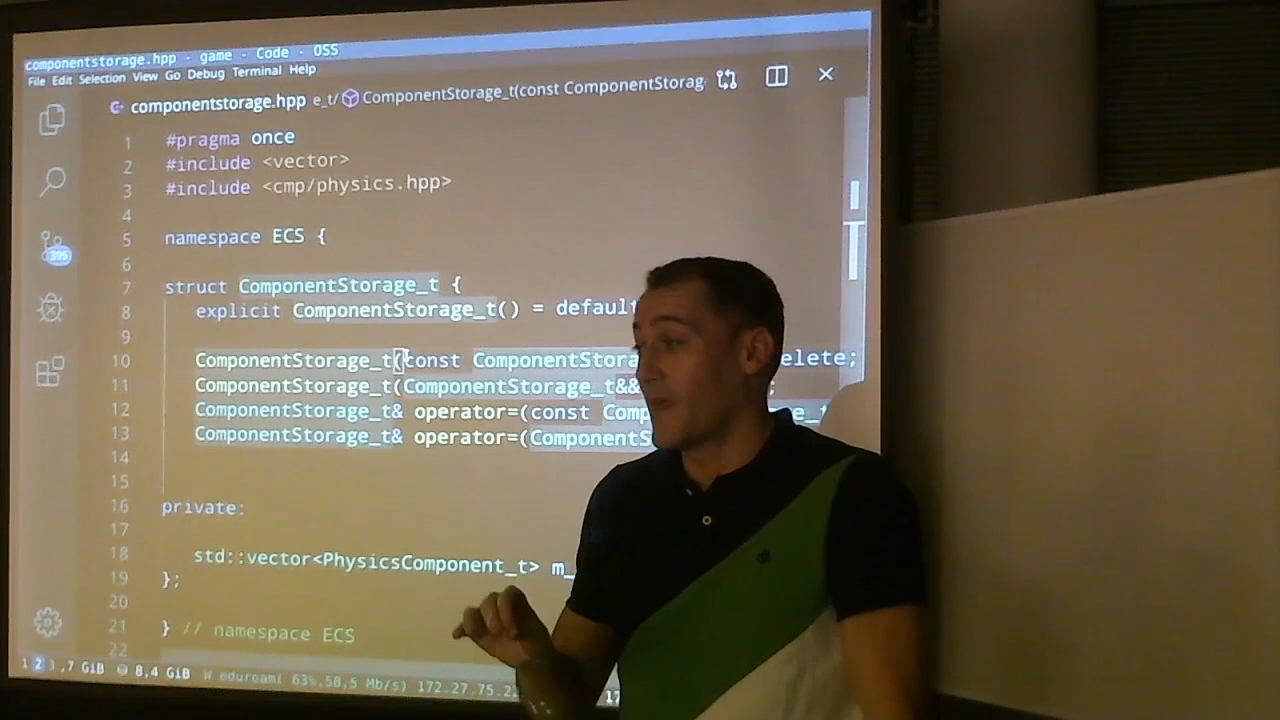 componentstorage.hpp - game - Code - OSS
File Edit Selection View Go Debug Terminal Help
componentstorage.hpp e_t/ ComponentStorage_t(const ComponentStorag
1 #pragma once
2 #include <vector>
3 #include <cmp/physics.hpp>
4
5 namespace ECS {
6
7 struct ComponentStorage_t {
8 explicit ComponentStorage_t() = default
9
10 ComponentStorage_t(const ComponentStora elete;
11 ComponentStorage_t(ComponentStorage_t&& ;
12 ComponentStorage_t& operator=(const Comp e_t
13 ComponentStorage_t& operator=(ComponentS
14
15
16 private:
17
18 std::vector<PhysicsComponent_t> m_
19 };
20
21 } // namespace ECS
22
395
1 2 3 ,7 GiB 8,4 GiB W eduroam( 63%,58,5 Mb/s) 172.27.75.2 17